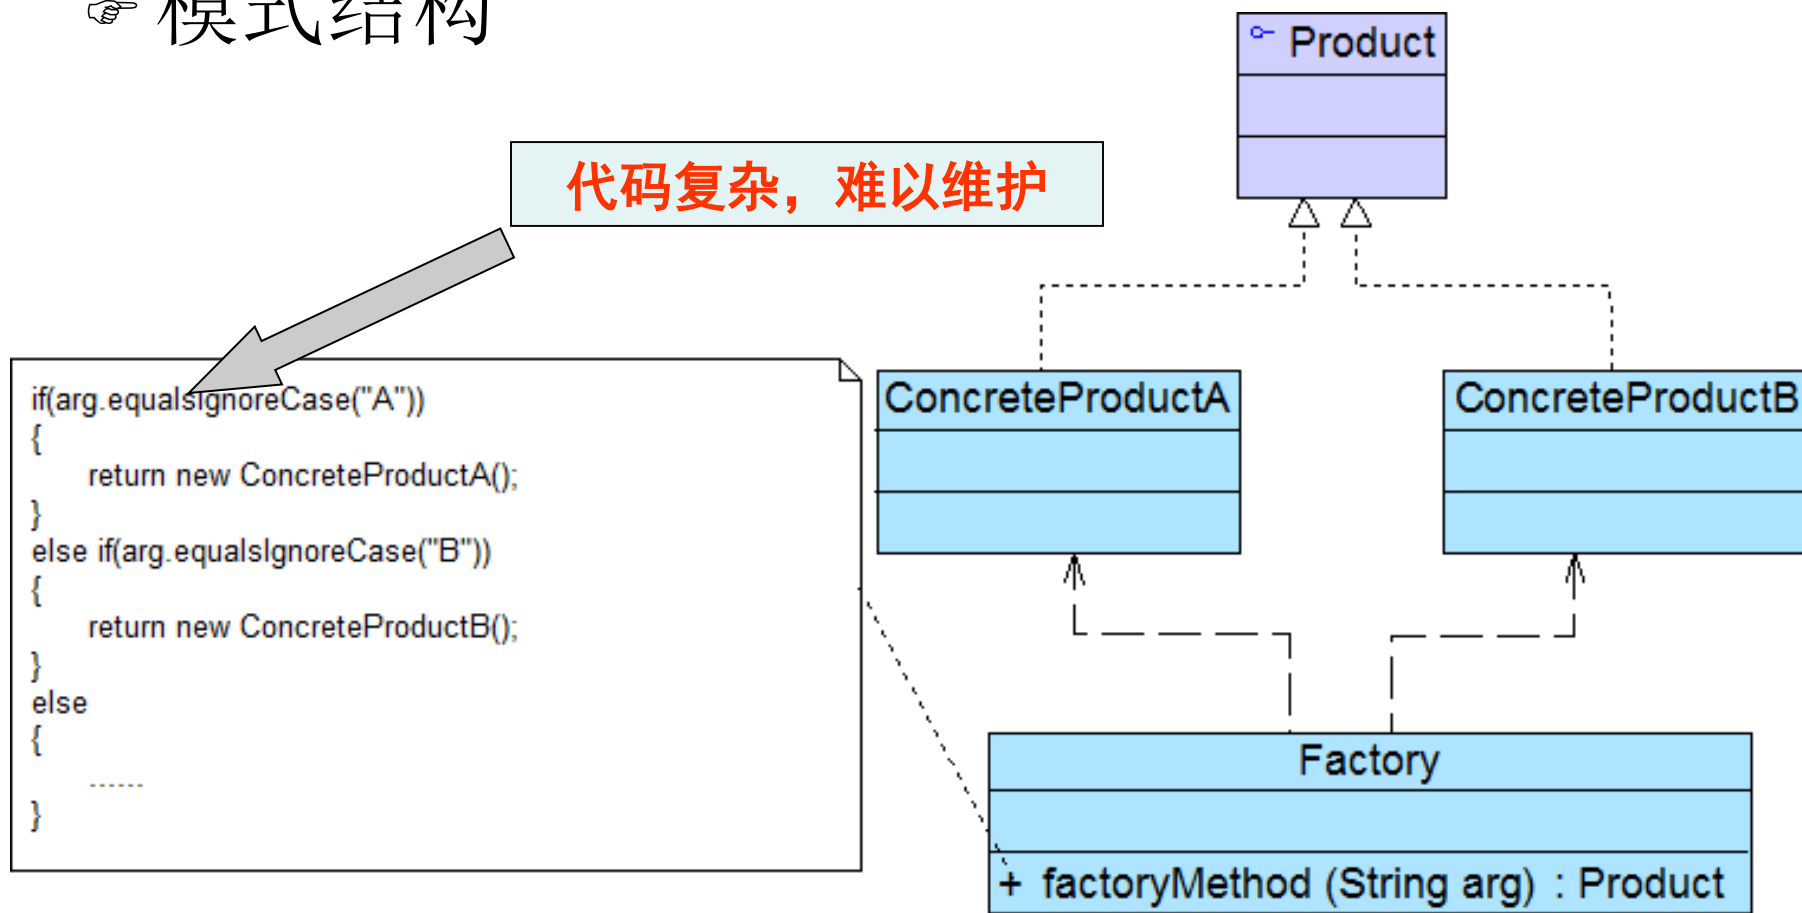 ☞模式结构
Product
代码复杂，难以维护
if(arg.equalsIgnoreCase("A"))
{
return new ConcreteProductA();
}
else if(arg.equalsIgnoreCase("B"))
{
return new ConcreteProductB();
}
else
{
......
}
ConcreteProductA
ConcreteProductB
Factory
+ factoryMethod (String arg) : Product